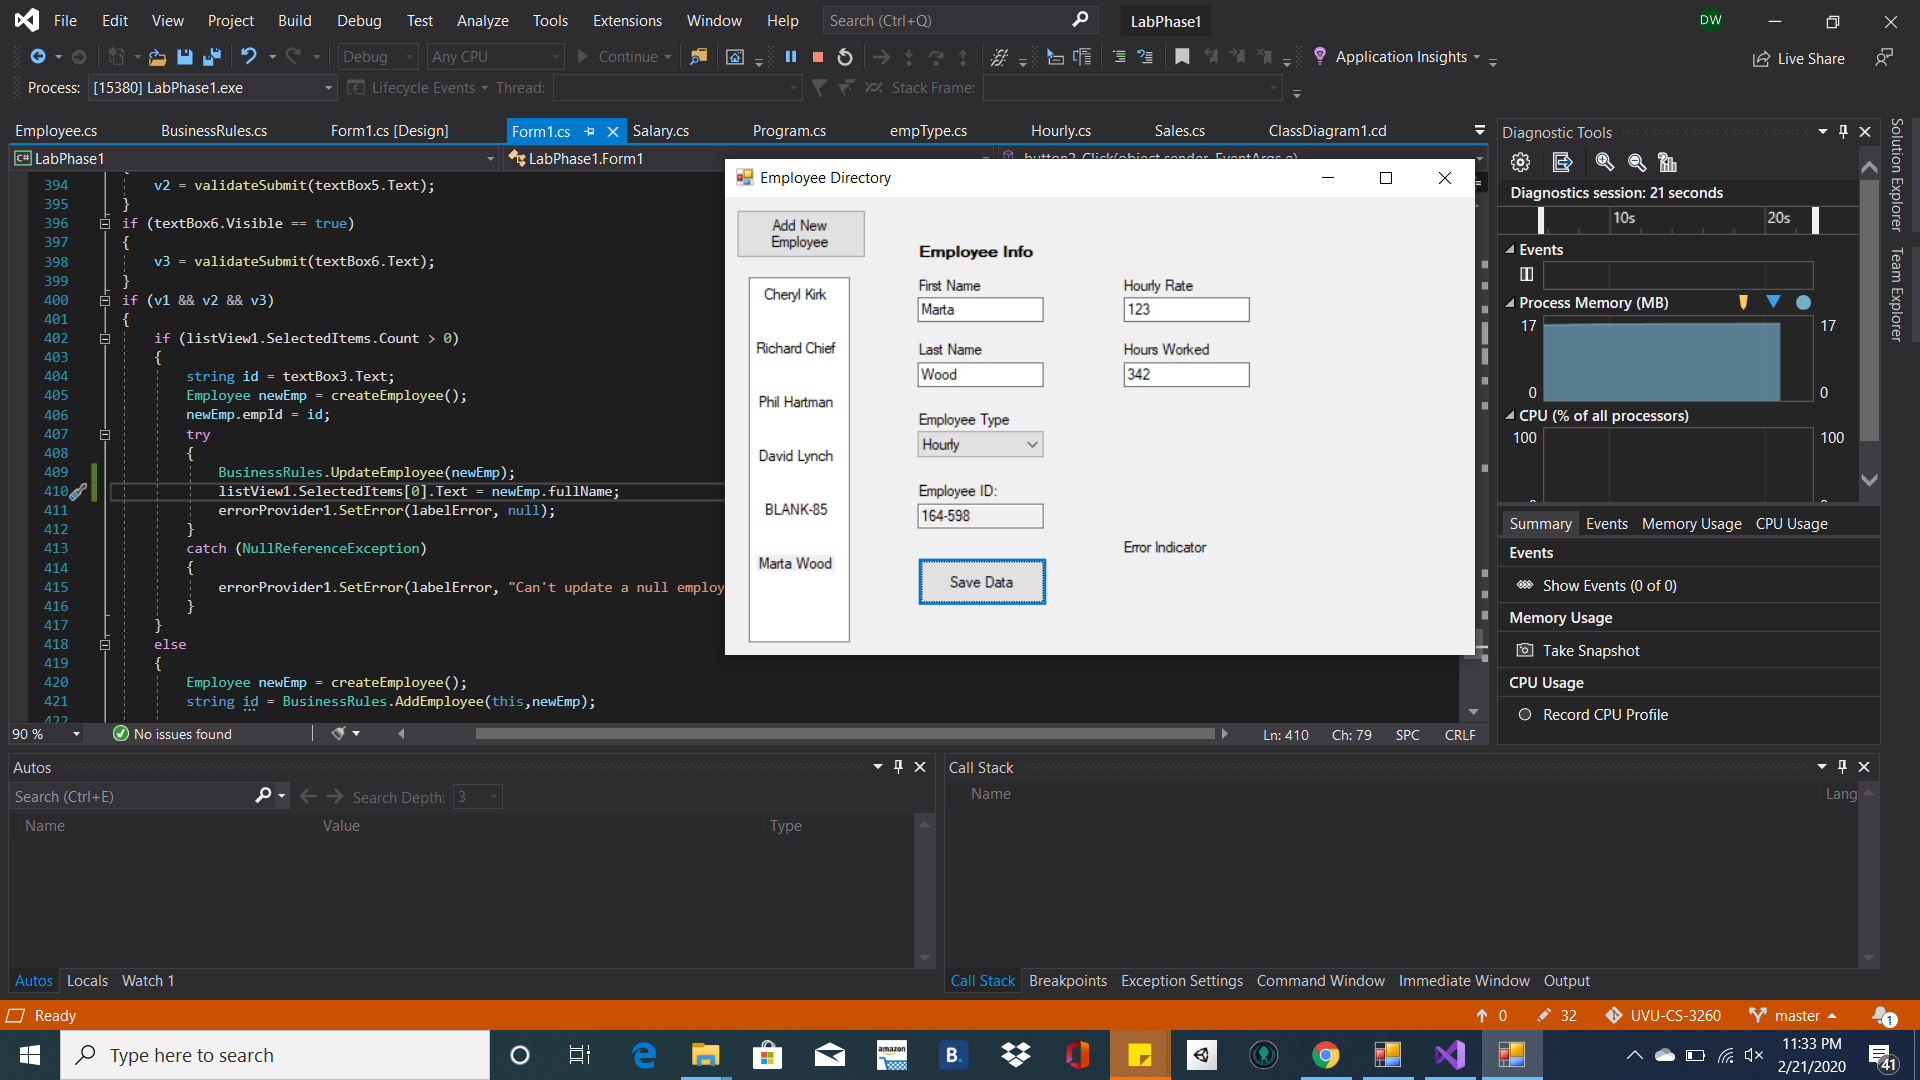 File Edit View Project Build Debug Test Analyze Tools Extensions Window Help Search (Ctrl+Q) LabPhase1 DW
Debug Any CPU Continue Application Insights Live Share
Process: [15380] LabPhase1.exe Lifecycle Events Thread: Stack Frame:
Employee.cs BusinessRules.cs Form1.cs [Design] Form1.cs Salary.cs Program.cs empType.cs Hourly.cs Sales.cs ClassDiagram1.cd
C# LabPhase1 LabPhase1.Form1 button2_Click(object sender, EventArgs e)
394 v2 = validateSubmit(textBox5.Text);
395 }
396 if (textBox6.Visible == true)
397 {
398 v3 = validateSubmit(textBox6.Text);
399 }
400 if (v1 && v2 && v3)
401 {
402 if (listView1.SelectedItems.Count > 0)
403 {
404 string id = textBox3.Text;
405 Employee newEmp = createEmployee();
406 newEmp.empId = id;
407 try
408 {
409 BusinessRules.UpdateEmployee(newEmp);
410 listView1.SelectedItems[0].Text = newEmp.fullName;
411 errorProvider1.SetError(labelError, null);
412 }
413 catch (NullReferenceException)
414 {
415 errorProvider1.SetError(labelError, "Can't update a null employ
416 }
417 }
418 else
419 {
420 Employee newEmp = createEmployee();
421 string id = BusinessRules.AddEmployee(this,newEmp);
422
90 % No issues found Ln: 410 Ch: 79 SPC CRLF
Employee Directory
Add New
Employee
Cheryl Kirk
Richard Chief
Phil Hartman
David Lynch
BLANK-85
Marta Wood
Employee Info
First Name Hourly Rate
Marta 123
Last Name Hours Worked
Wood 342
Employee Type
Hourly
Employee ID:
164-598
Error Indicator
Save Data
Diagnostic Tools
Diagnostics session: 21 seconds
10s 20s
Events
Process Memory (MB)
17 17
0 0
CPU (% of all processors)
100 100
Summary Events Memory Usage CPU Usage
Events
Show Events (0 of 0)
Memory Usage
Take Snapshot
CPU Usage
Record CPU Profile
Solution Explorer
Team Explorer
Autos
Search (Ctrl+E) Search Depth: 3
Name Value Type
Autos Locals Watch 1
Call Stack
Name Lang
Call Stack Breakpoints Exception Settings Command Window Immediate Window Output
Ready 0 32 UVU-CS-3260 master 1
Type here to search amazon B. 11:33 PM
2/21/2020 41